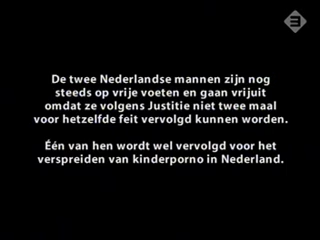 3
De twee Nederlandse mannen zijn nog
steeds op vrije voeten en gaan vrijuit
omdat ze volgens Justitie niet twee maal
voor hetzelfde feit vervolgd kunnen worden.
Één van hen wordt wel vervolgd voor het
verspreiden van kinderporno in Nederland.